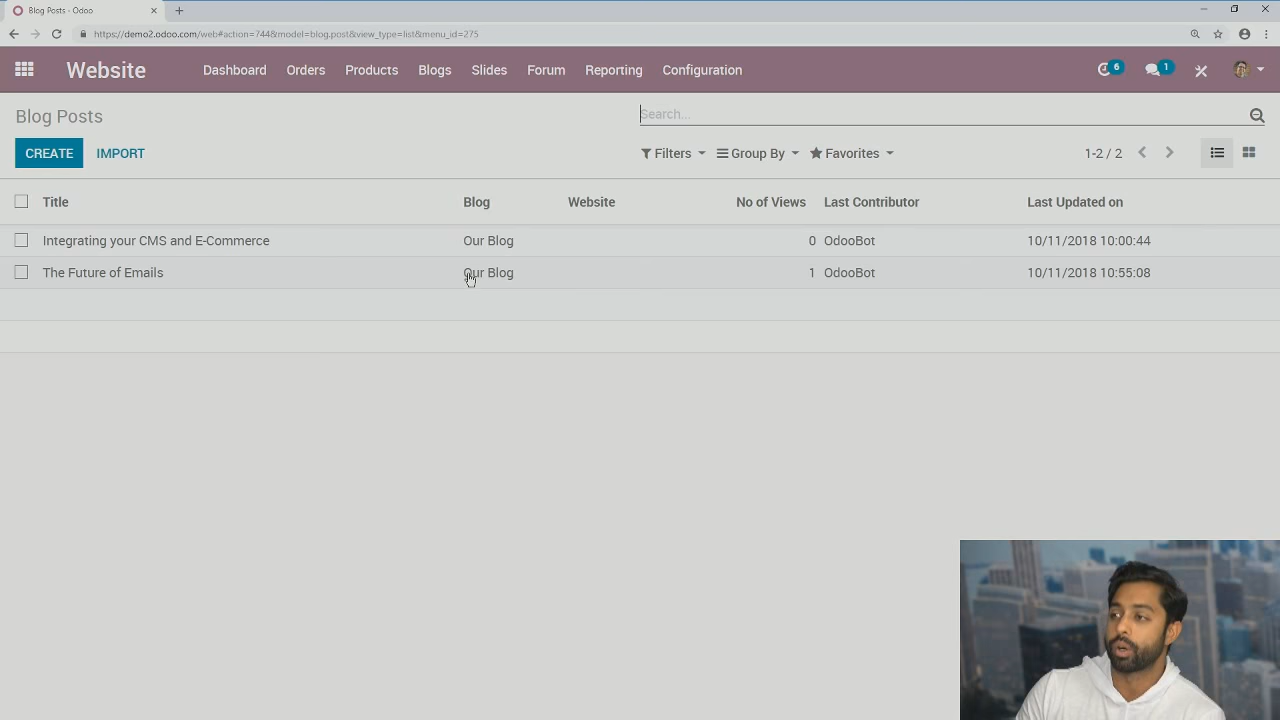 Blog Posts - Odoo
https://demo2.odoo.com/web#action=744&model=blog.post&view_type=list&menu_id=275
Website Dashboard Orders Products Blogs Slides Forum Reporting Configuration 6 1
Blog Posts Search...
CREATE IMPORT Filters Group By Favorites 1-2 / 2
Title Blog Website No of Views Last Contributor Last Updated on
Integrating your CMS and E-Commerce Our Blog 0 OdooBot 10/11/2018 10:00:44
The Future of Emails Our Blog 1 OdooBot 10/11/2018 10:55:08